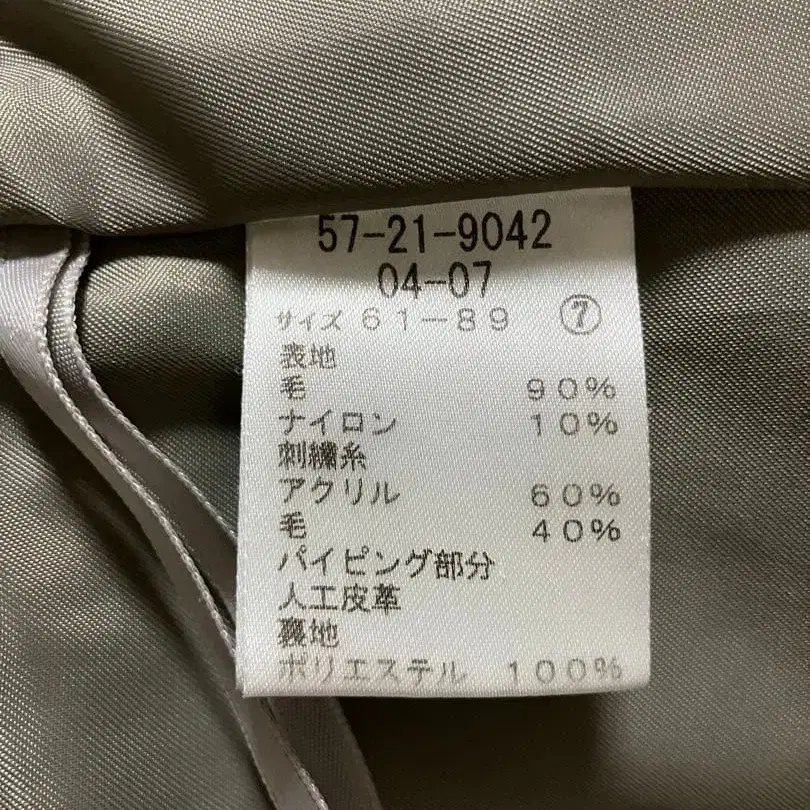 57-21-9042
04-07
サイズ 61-89 ⑦
表地
毛 90%
ナイロン 10%
刺繍糸
アクリル 60%
毛 40%
パイピング部分
人工皮革
裏地
ポリエステル 100%